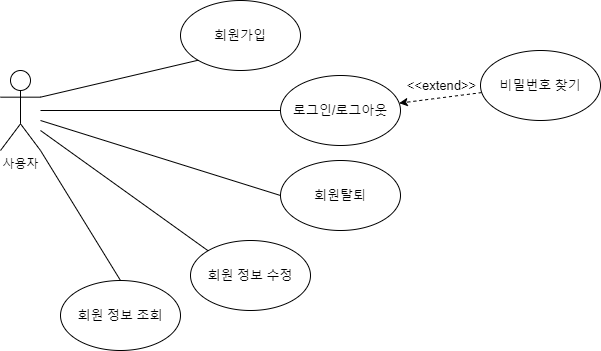 회원가입
<<extend>>
비밀번호 찾기
로그인/로그아웃
사용자
회원탈퇴
회원 정보 수정
회원 정보 조회